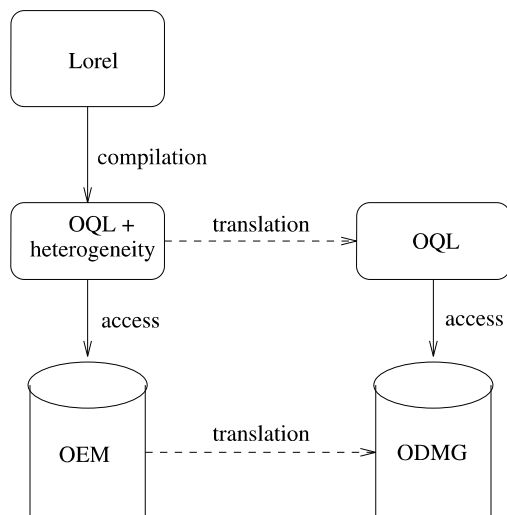 Lorel
compilation
OQL +
heterogeneity
translation
OQL
access
access
OEM
translation
ODMG